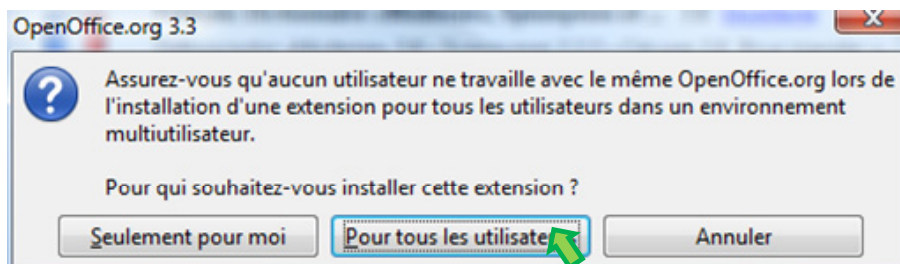 OpenOffice.org 3.3
Assurez-vous qu'aucun utilisateur ne travaille avec le même OpenOffice.org lors de
l'installation d'une extension pour tous les utilisateurs dans un environnement
multiutilisateur.
Pour qui souhaitez-vous installer cette extension ?
Seulement pour moi Pour tous les utilisateurs Annuler